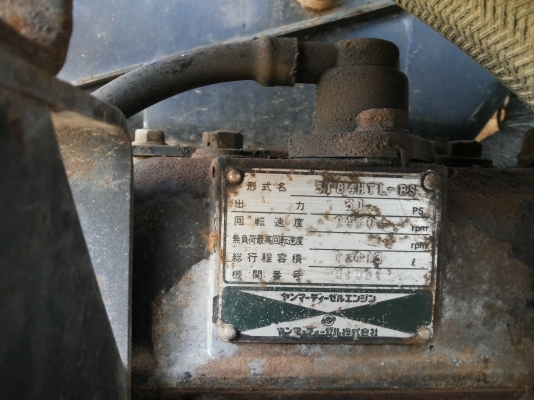 形式名 3T84HTL-RS
出力 31 PS
回転速度 rpm
無負荷最高回転速度 rpm
総行程容積 ℓ
機関番号
ヤンマーディーゼルエンジン
ヤンマーディーゼル株式会社